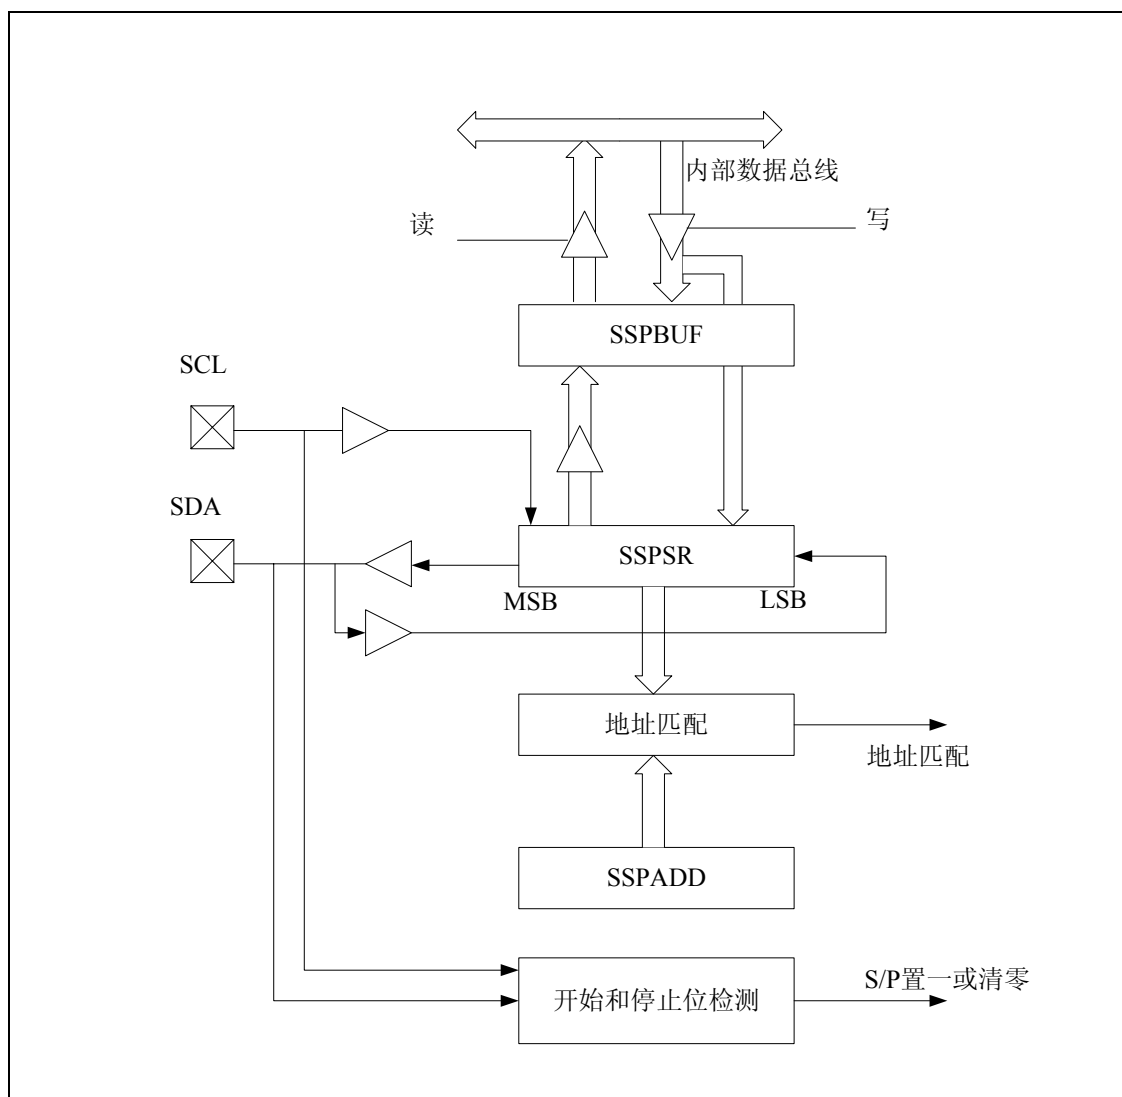 内部数据总线
读
写
SSPBUF
SCL
SDA
SSPSR
MSB
LSB
地址匹配
地址匹配
SSPADD
S/P置一或清零
开始和停止位检测